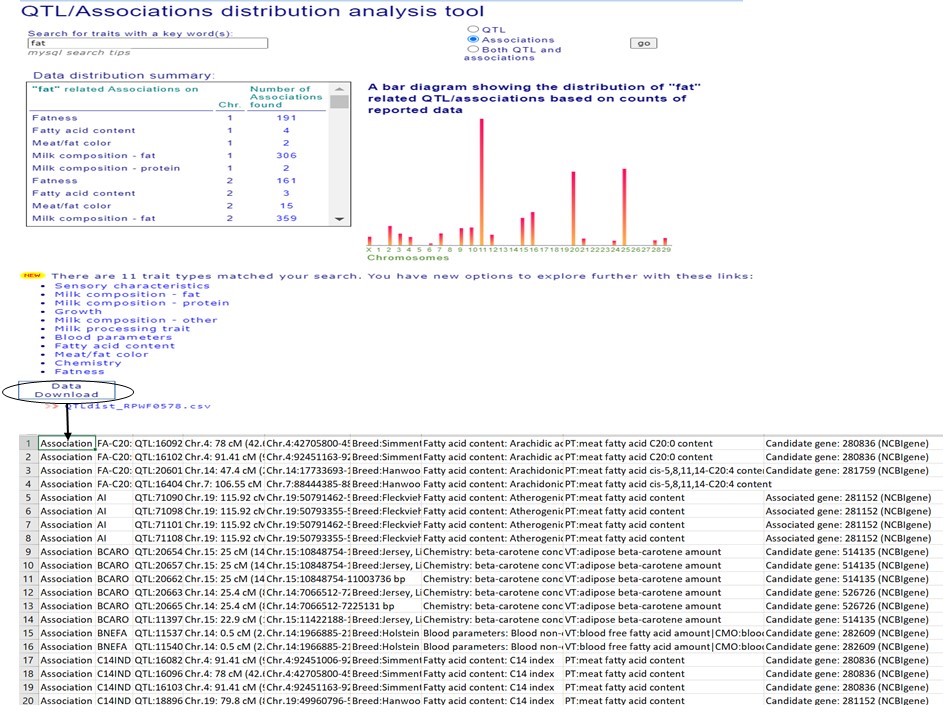 QTL/Associations distribution analysis tool
Search for traits with a key word(s):
fat
mysql search tips
QTL
Associations
Both QTL and
associations
go
Data distribution summary:
"fat" related Associations on Chr. Number of Associations found
Fatness 1 191
Fatty acid content 1 4
Meat/fat color 1 2
Milk composition - fat 1 306
Milk composition - protein 1 2
Fatness 2 161
Fatty acid content 2 3
Meat/fat color 2 15
Milk composition - fat 2 359
A bar diagram showing the distribution of "fat"
related QTL/associations based on counts of
reported data
X 1 2 3 4 5 6 7 8 9 1011121314151617181920212223242526272829
Chromosomes
NEW There are 11 trait types matched your search. You have new options to explore further with these links:
Sensory characteristics
Milk composition - fat
Milk composition - protein
Growth
Milk composition - other
Milk processing trait
Blood parameters
Fatty acid content
Meat/fat color
Chemistry
Fatness
Data
Download
>> QTLdist_RPWF0578.csv
1 Association FA-C20: QTL:16092 Chr.4: 78 cM (42.( Chr.4:42705800-4 Breed:Simment Fatty acid content: Arachidic ac PT:meat fatty acid C20:0 content Candidate gene: 280836 (NCBIgene)
2 Association FA-C20: QTL:16102 Chr.4: 91.41 cM ( Chr.4:92451163-92 Breed:Simment Fatty acid content: Arachidic ac PT:meat fatty acid C20:0 content Candidate gene: 280836 (NCBIgene)
3 Association FA-C20: QTL:20601 Chr.14: 47.4 cM ( Chr.14:17733693-1 Breed:Hanwoo Fatty acid content: Arachidonic PT:meat fatty acid cis-5,8,11,14-C20:4 conte Candidate gene: 281759 (NCBIgene)
4 Association FA-C20: QTL:16404 Chr.7: 106.55 cM Chr.7:88444385-88 Breed:Hanwoo Fatty acid content: Arachidonic PT:meat fatty acid cis-5,8,11,14-C20:4 content
5 Association AI QTL:71090 Chr.19: 115.92 cM Chr.19:50791462-5 Breed:Fleckvieh Fatty acid content: Atherogenic PT:meat fatty acid content Associated gene: 281152 (NCBIgene)
6 Association AI QTL:71098 Chr.19: 115.92 cM Chr.19:50793355-5 Breed:Fleckvieh Fatty acid content: Atherogenic PT:meat fatty acid content Associated gene: 281152 (NCBIgene)
7 Association AI QTL:71101 Chr.19: 115.92 cM Chr.19:50791462-5 Breed:Fleckvieh Fatty acid content: Atherogenic PT:meat fatty acid content Associated gene: 281152 (NCBIgene)
8 Association AI QTL:71108 Chr.19: 115.92 cM Chr.19:50793355-5 Breed:Fleckvieh Fatty acid content: Atherogenic PT:meat fatty acid content Associated gene: 281152 (NCBIgene)
9 Association BCARO QTL:20654 Chr.15: 25 cM (14 Chr.15:10848754-1 Breed:Jersey, Li Chemistry: beta-carotene conc VT:adipose beta-carotene amount Candidate gene: 514135 (NCBIgene)
10 Association BCARO QTL:20657 Chr.15: 25 cM (14 Chr.15:10848754-1 Breed:Jersey, Li Chemistry: beta-carotene conc VT:adipose beta-carotene amount Candidate gene: 514135 (NCBIgene)
11 Association BCARO QTL:20662 Chr.15: 25 cM (14 Chr.15:10848754-11003736 bp Chemistry: beta-carotene conc VT:adipose beta-carotene amount Candidate gene: 514135 (NCBIgene)
12 Association BCARO QTL:20663 Chr.14: 25.4 cM (8 Chr.14:7066512-72 Breed:Jersey, Li Chemistry: beta-carotene conc VT:adipose beta-carotene amount Candidate gene: 526726 (NCBIgene)
13 Association BCARO QTL:20665 Chr.14: 25.4 cM (8 Chr.14:7066512-7225131 bp Chemistry: beta-carotene conc VT:adipose beta-carotene amount Candidate gene: 526726 (NCBIgene)
14 Association BCARO QTL:11397 Chr.15: 22.9 cM (1 Chr.15:11422188-1 Breed:Jersey, Li Chemistry: beta-carotene conc VT:adipose beta-carotene amount Candidate gene: 514135 (NCBIgene)
15 Association BNEFA QTL:11537 Chr.14: 0.5 cM (2. Chr.14:1966885-21 Breed:Holstein Blood parameters: Blood non- VT:blood free fatty acid amount|CMO:blood Candidate gene: 282609 (NCBIgene)
16 Association BNEFA QTL:11540 Chr.14: 0.5 cM (2. Chr.14:1966885-21 Breed:Holstein Blood parameters: Blood non- VT:blood free fatty acid amount|CMO:blood Candidate gene: 282609 (NCBIgene)
17 Association C14IND QTL:16082 Chr.4: 91.41 cM (9 Chr.4:92451006-92 Breed:Simment Fatty acid content: C14 index PT:meat fatty acid content Candidate gene: 280836 (NCBIgene)
18 Association C14IND QTL:16096 Chr.4: 78 cM (42. Chr.4:42705800-4 Breed:Simment Fatty acid content: C14 index PT:meat fatty acid content Candidate gene: 280836 (NCBIgene)
19 Association C14IND QTL:16103 Chr.4: 91.41 cM (9 Chr.4:92451163-92 Breed:Simment Fatty acid content: C14 index PT:meat fatty acid content Candidate gene: 280836 (NCBIgene)
20 Association C14IND QTL:18896 Chr.19: 79.8 cM (4 Chr.19:49960796-5 Breed:Hanwoo Fatty acid content: C14 index PT:meat fatty acid content Candidate gene: 281152 (NCBIgene)